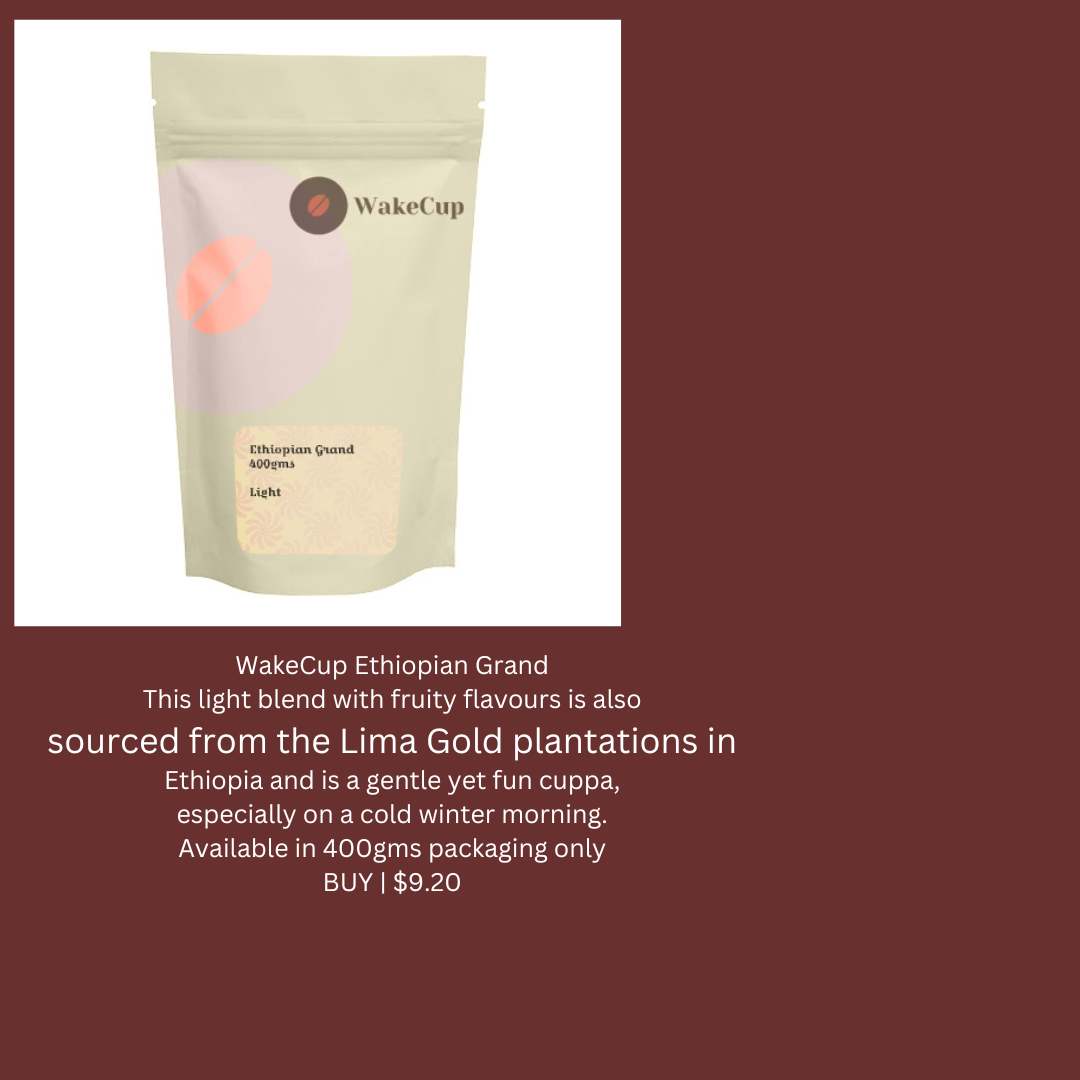 WakeCup
Ethiopian Grand
400gms
Light
WakeCup Ethiopian Grand
This light blend with fruity flavours is also
sourced from the Lima Gold plantations in
Ethiopia and is a gentle yet fun cuppa,
especially on a cold winter morning.
Available in 400gms packaging only
BUY | $9.20